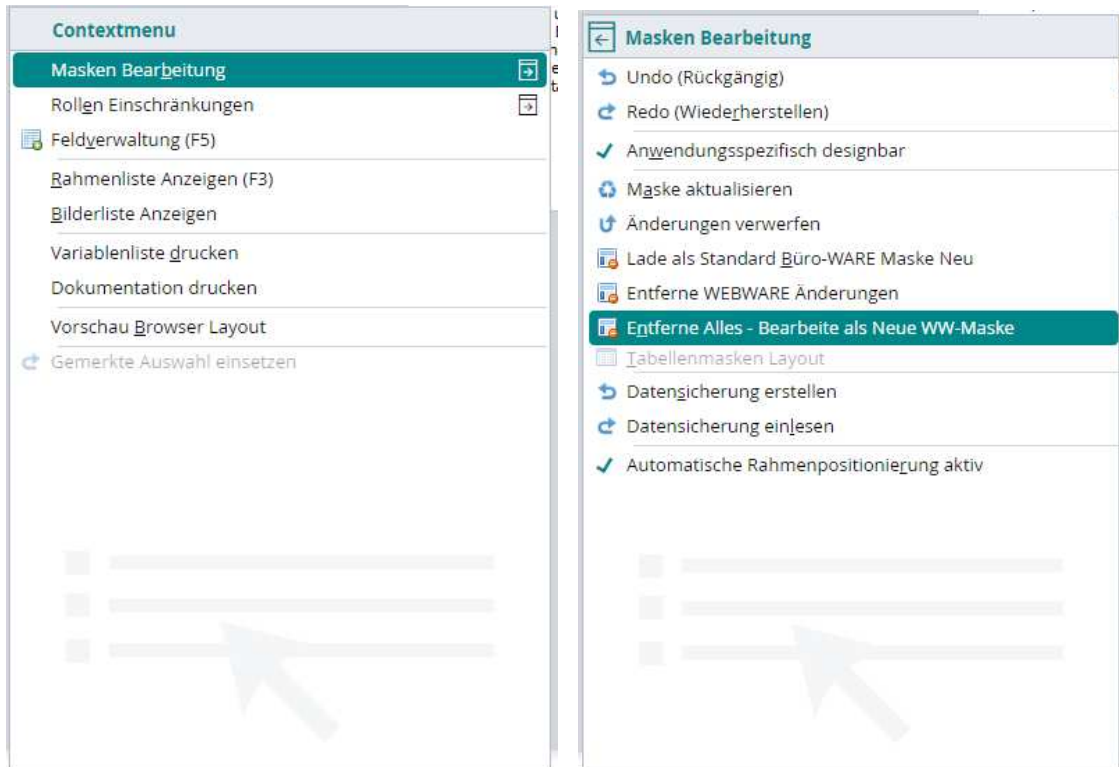 Contextmenu
Masken Bearbeitung
Rollen Einschränkungen
Feldverwaltung (F5)
Rahmenliste Anzeigen (F3)
Bilderliste Anzeigen
Variablenliste drucken
Dokumentation drucken
Vorschau Browser Layout
Gemerkte Auswahl einsetzen
Masken Bearbeitung
Undo (Rückgängig)
Redo (Wiederherstellen)
Anwendungsspezifisch designbar
Maske aktualisieren
Änderungen verwerfen
Lade als Standard Büro-WARE Maske Neu
Entferne WEBWARE Änderungen
Entferne Alles - Bearbeite als Neue WW-Maske
Tabellenmasken Layout
Datensicherung erstellen
Datensicherung einlesen
Automatische Rahmenpositionierung aktiv